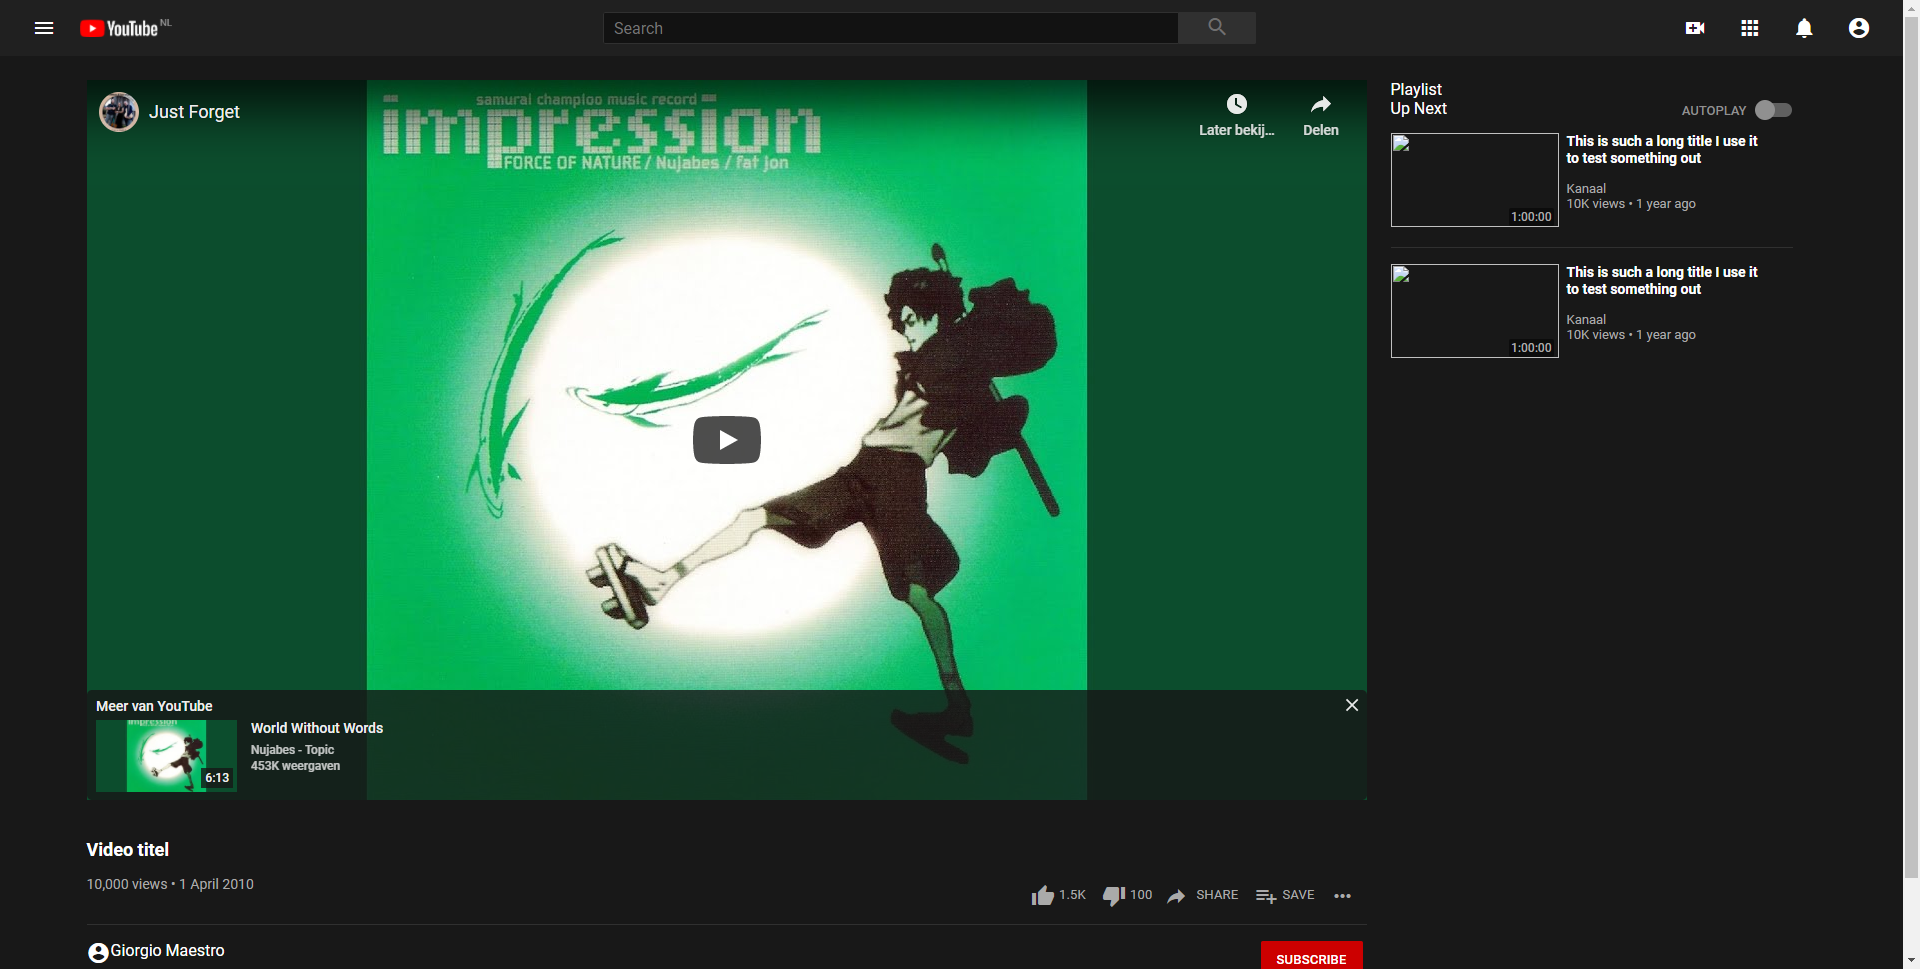 YouTube NL
Search
Just Forget
samurai champloo music record
impression
FORCE OF NATURE / Nujabes / fat jon
Later bekij...
Delen
Meer van YouTube
impression
6:13
World Without Words
Nujabes - Topic
453K weergaven
Video titel
10,000 views • 1 April 2010
1.5K
100
SHARE
SAVE
Giorgio Maestro
SUBSCRIBE
Playlist
Up Next
AUTOPLAY
This is such a long title I use it
to test something out
Kanaal
10K views • 1 year ago
1:00:00
This is such a long title I use it
to test something out
Kanaal
10K views • 1 year ago
1:00:00